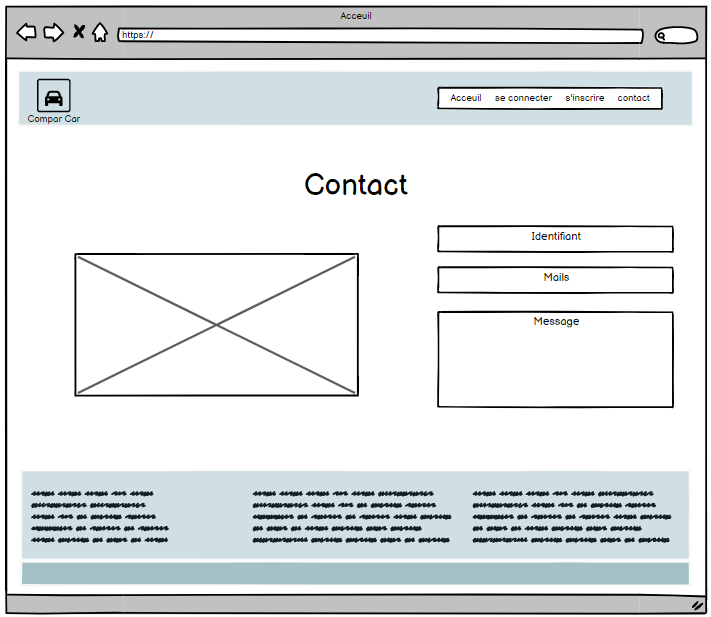 Acceuil
https://
Compar Car
Acceuil se connecter s'inscrire contact
Contact
Identifiant
Mails
Message